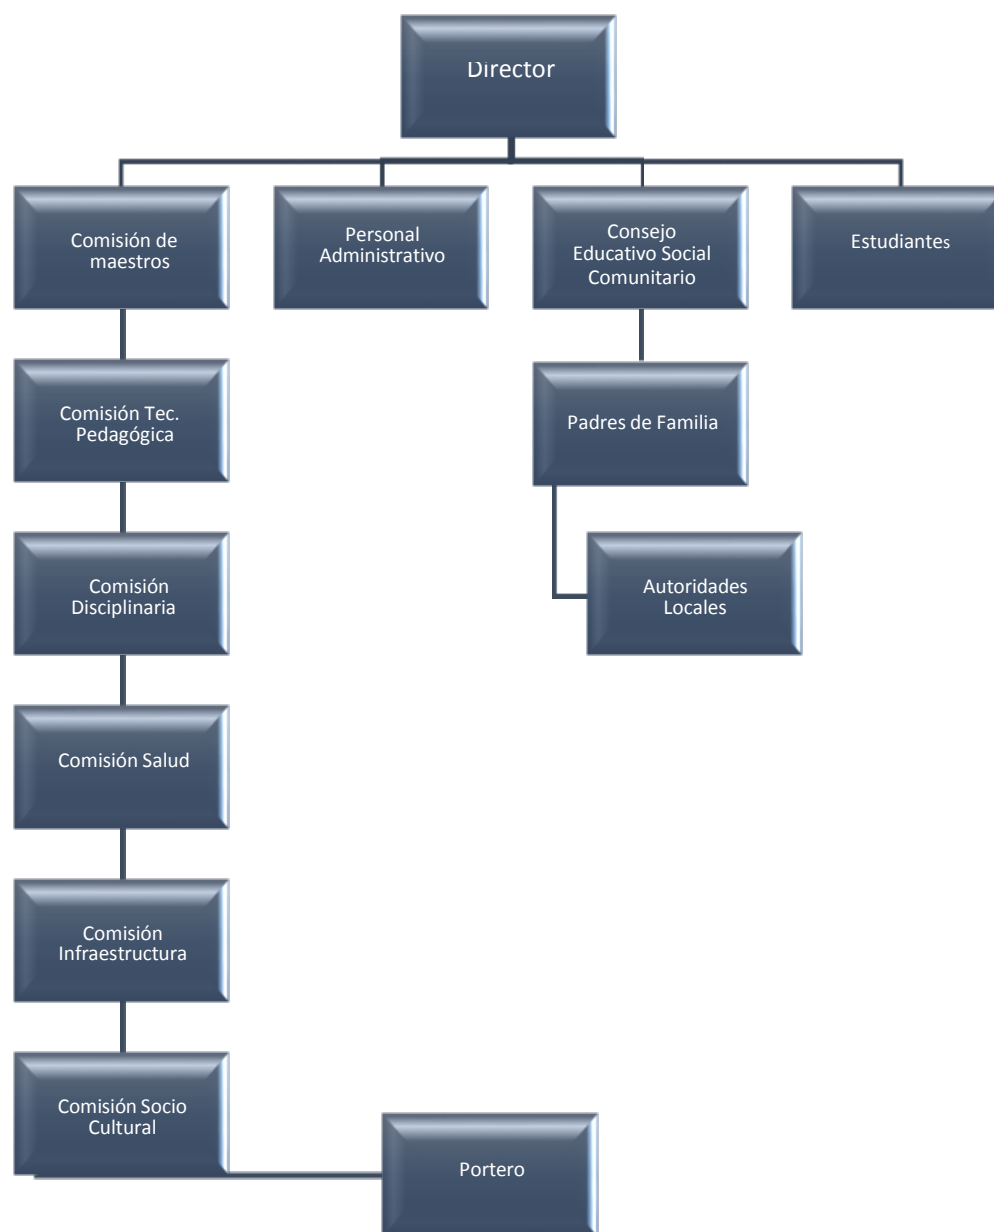 Director
Comisión de
maestros
Personal
Administrativo
Consejo
Educativo Social
Comunitario
Estudiantes
Comisión Tec.
Pedagógica
Padres de Familia
Comisión
Disciplinaria
Autoridades
Locales
Comisión Salud
Comisión
Infraestructura
Comisión Socio
Cultural
Portero